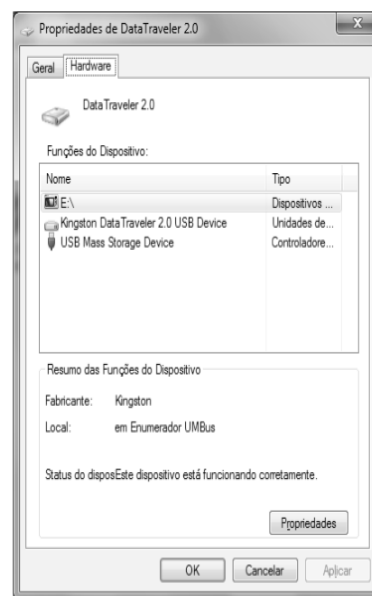 Propriedades de DataTraveler 2.0
Geral Hardware
DataTraveler 2.0
Funções do Dispositivo:
Nome Tipo
E:\ Dispositivos ...
Kingston DataTraveler 2.0 USB Device Unidades de...
USB Mass Storage Device Controladore...
Resumo das Funções do Dispositivo
Fabricante: Kingston
Local: em Enumerador UMBus
Status do disposEste dispositivo está funcionando corretamente.
Propriedades
OK Cancelar Aplicar